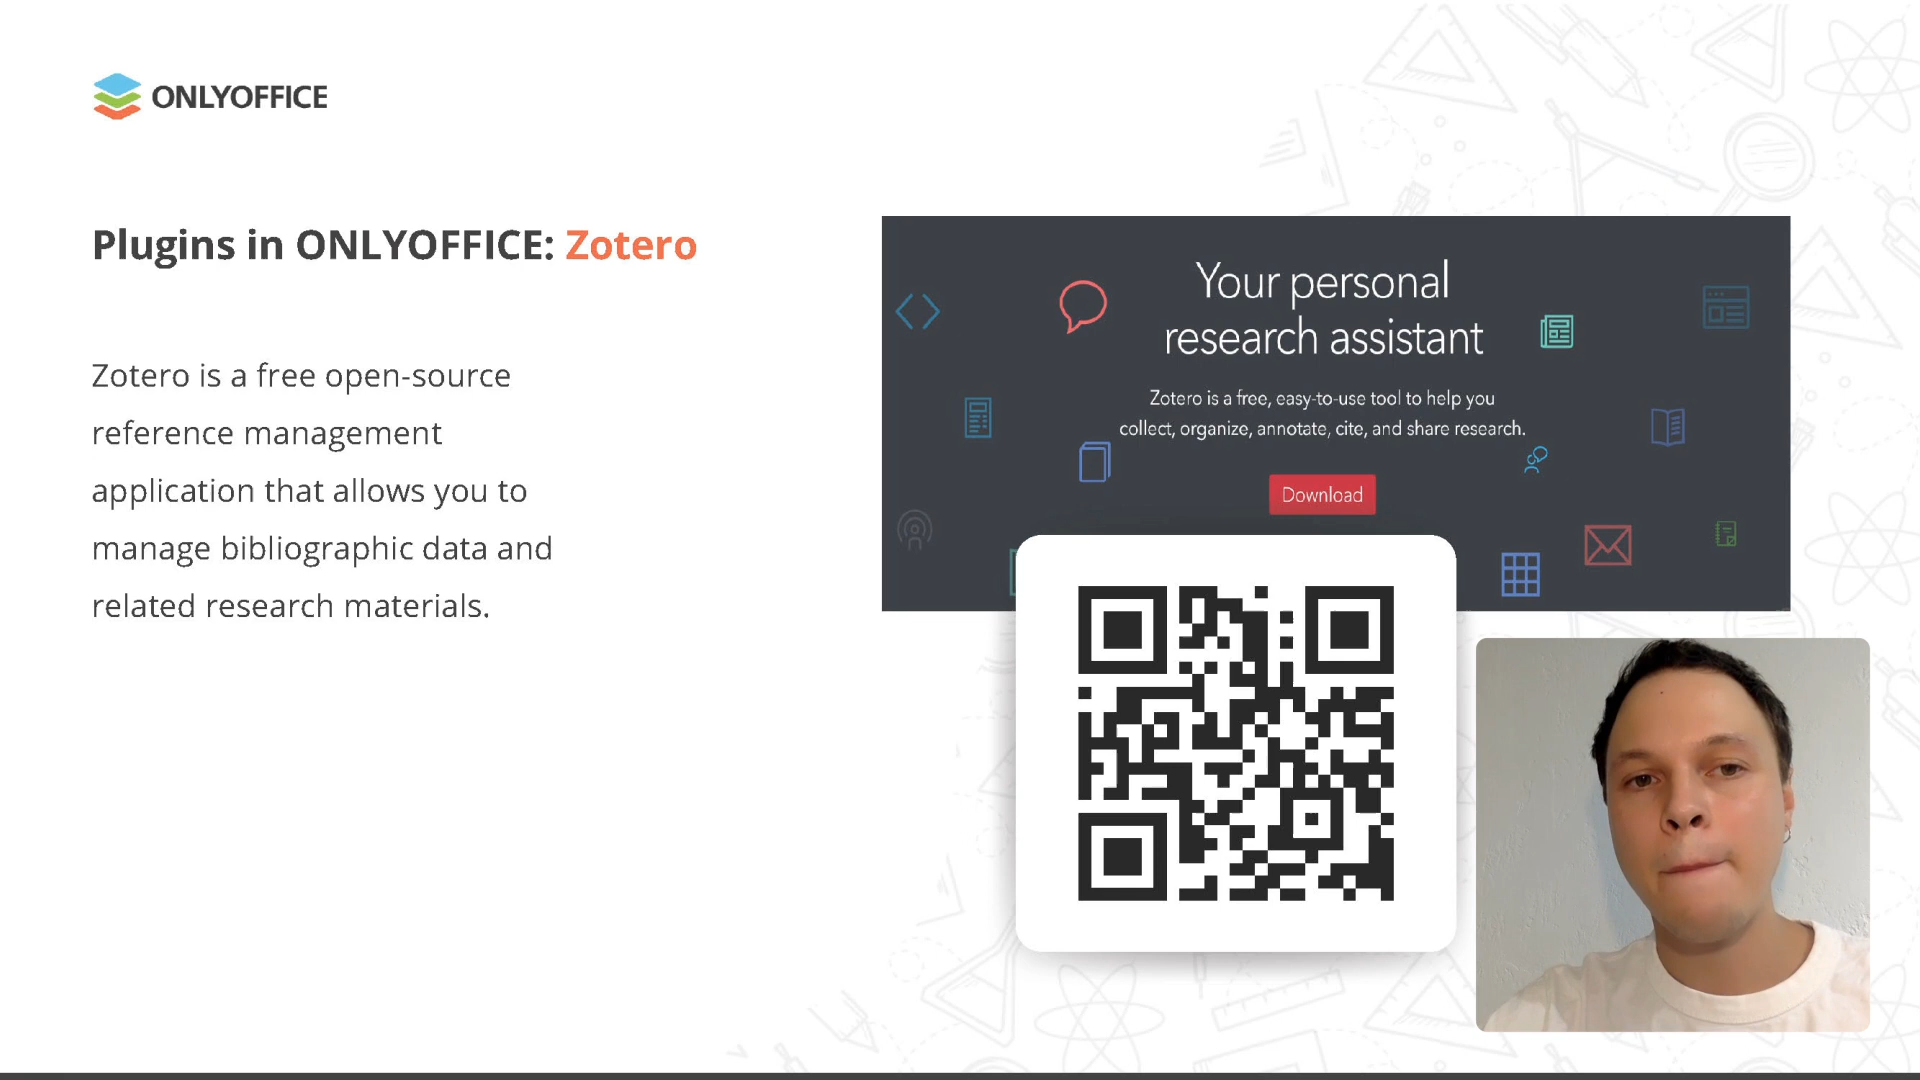 ONLYOFFICE
Plugins in ONLYOFFICE: Zotero
Zotero is a free open-source
reference management
application that allows you to
manage bibliographic data and
related research materials.
Your personal
research assistant
Zotero is a free, easy-to-use tool to help you
collect, organize, annotate, cite, and share research.
Download